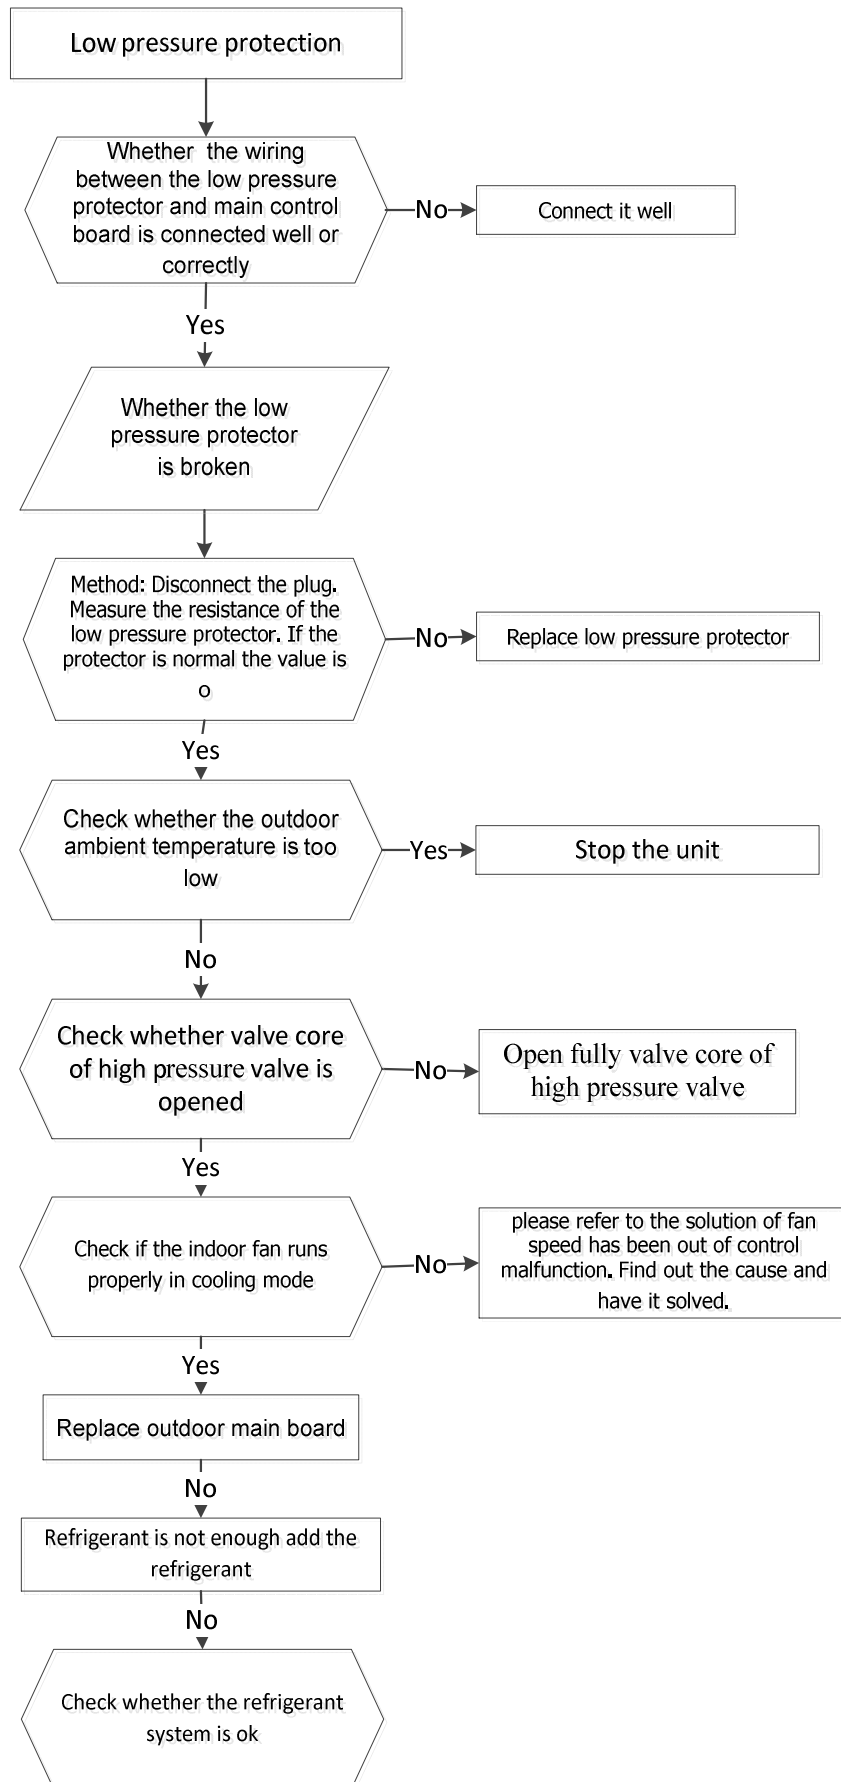 Low pressure protection
Whether the wiring
between the low pressure
protector and main control
board is connected well or
correctly
No
Connect it well
Yes
Whether the low
pressure protector
is broken
Method: Disconnect the plug.
Measure the resistance of the
low pressure protector. If the
protector is normal the value is
o
No
Replace low pressure protector
Yes
Check whether the outdoor
ambient temperature is too
low
Yes
Stop the unit
No
Check whether valve core
of high pressure valve is
opened
No
Open fully valve core of
high pressure valve
Yes
Check if the indoor fan runs
properly in cooling mode
No
please refer to the solution of fan
speed has been out of control
malfunction. Find out the cause and
have it solved.
Yes
Replace outdoor main board
No
Refrigerant is not enough add the
refrigerant
No
Check whether the refrigerant
system is ok